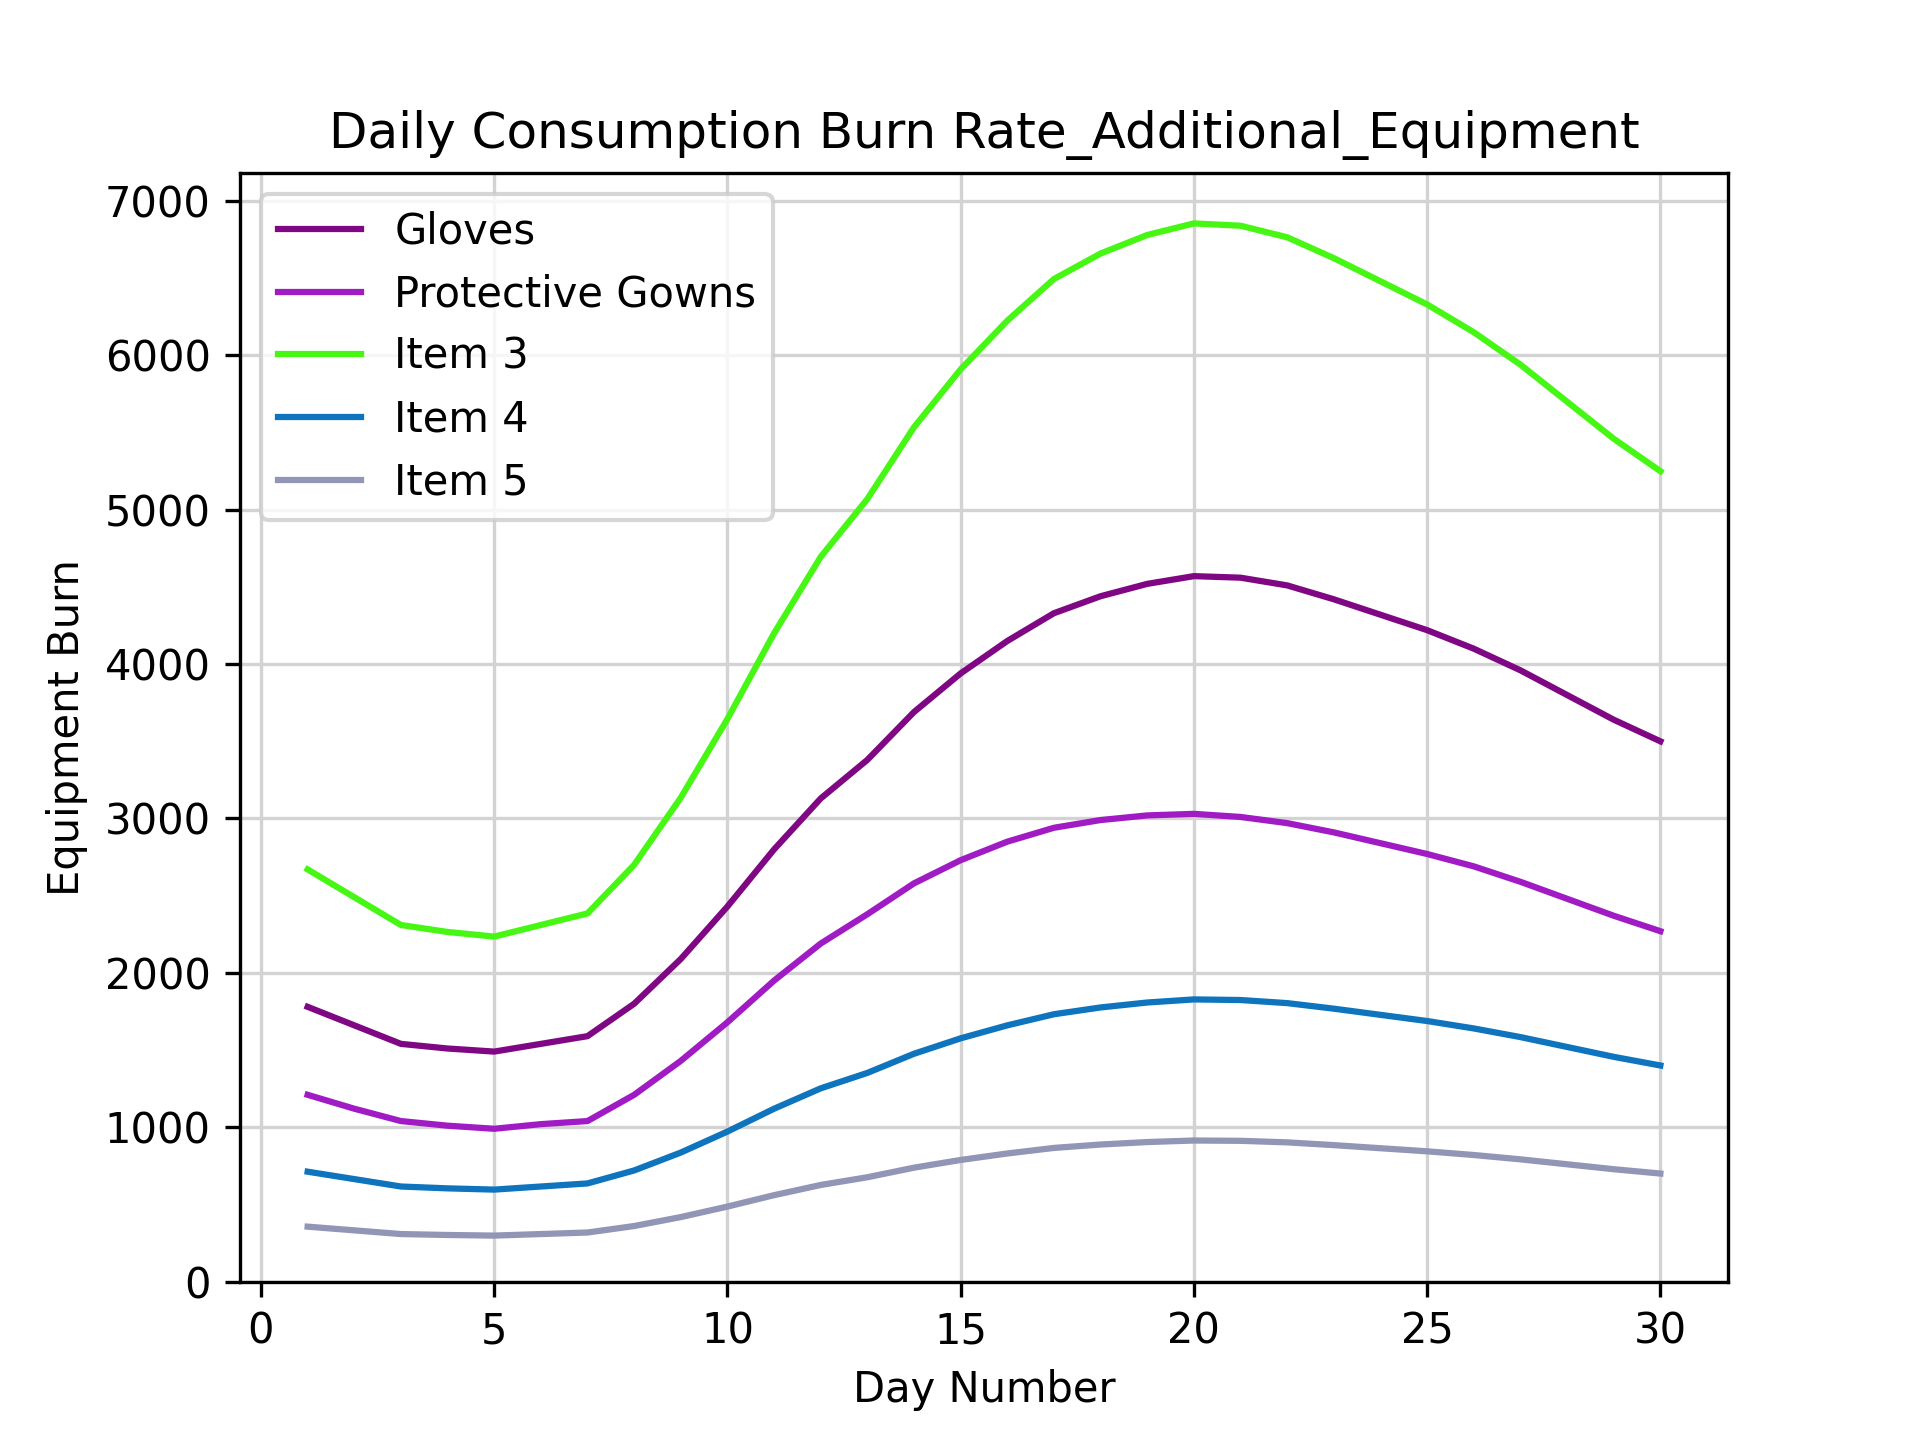 Daily Consumption Burn Rate_Additional_Equipment
7000
6000
5000
4000
3000
2000
1000
0
Equipment Burn
Gloves
Protective Gowns
Item 3
Item 4
Item 5
0 5 10 15 20 25 30
Day Number